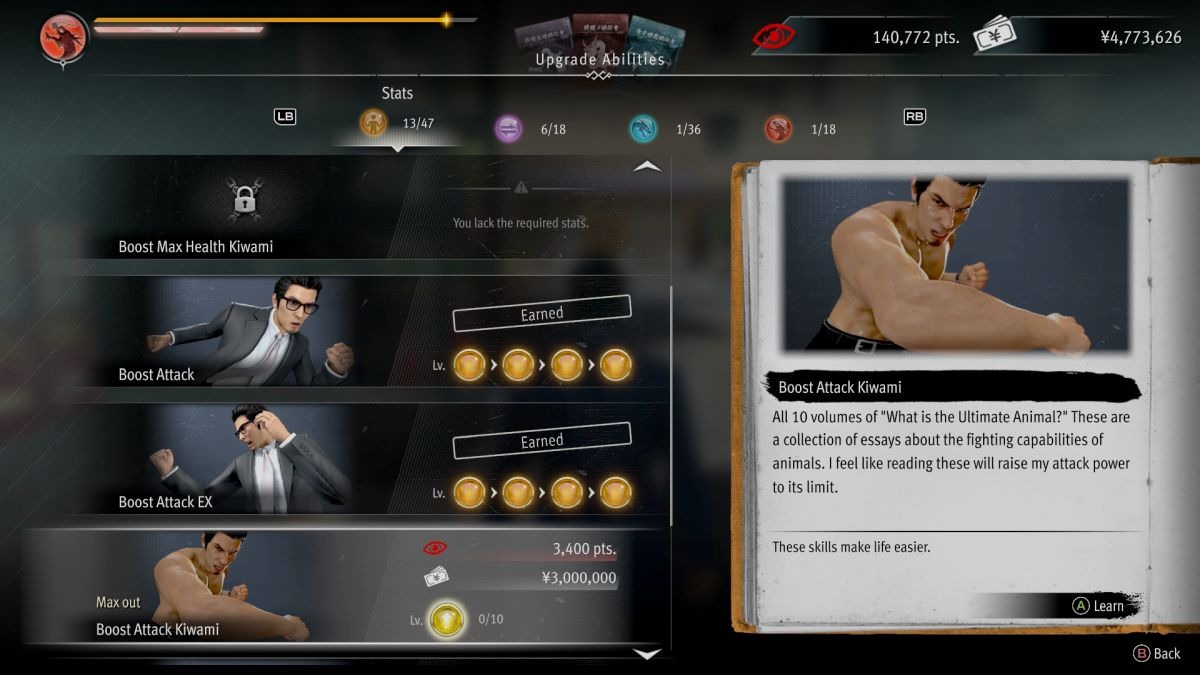 140,772 pts.
¥4,773,626
Upgrade Abilities
Stats
LB
13/47
6/18
1/36
1/18
RB
Boost Max Health Kiwami
You lack the required stats.
Boost Attack
Earned
Lv.
Boost Attack EX
Earned
Lv.
Max out
Boost Attack Kiwami
3,400 pts.
¥3,000,000
Lv.
0/10
Boost Attack Kiwami
All 10 volumes of "What is the Ultimate Animal?" These are
a collection of essays about the fighting capabilities of
animals. I feel like reading these will raise my attack power
to its limit.
These skills make life easier.
A Learn
B Back